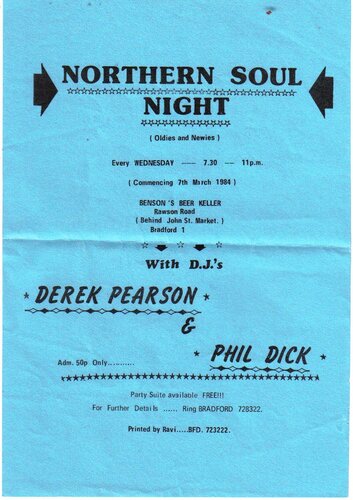 NORTHERN SOUL
NIGHT
( Oldies and Newies )
Every WEDNESDAY ---- 7.30 --- 11p.m.
( Commencing 7th March 1984 )
BENSON'S BEER KELLER
Rawson Road
( Behind John St. Market. )
Bradford 1
With D.J.'s
* DEREK PEARSON *
&
* PHIL DICK *
Adm. 50p Only...........
Party Suite available FREE!!!
For Further Details ...... Ring BRADFORD 728322.
Printed by Ravi.....BFD. 723222.